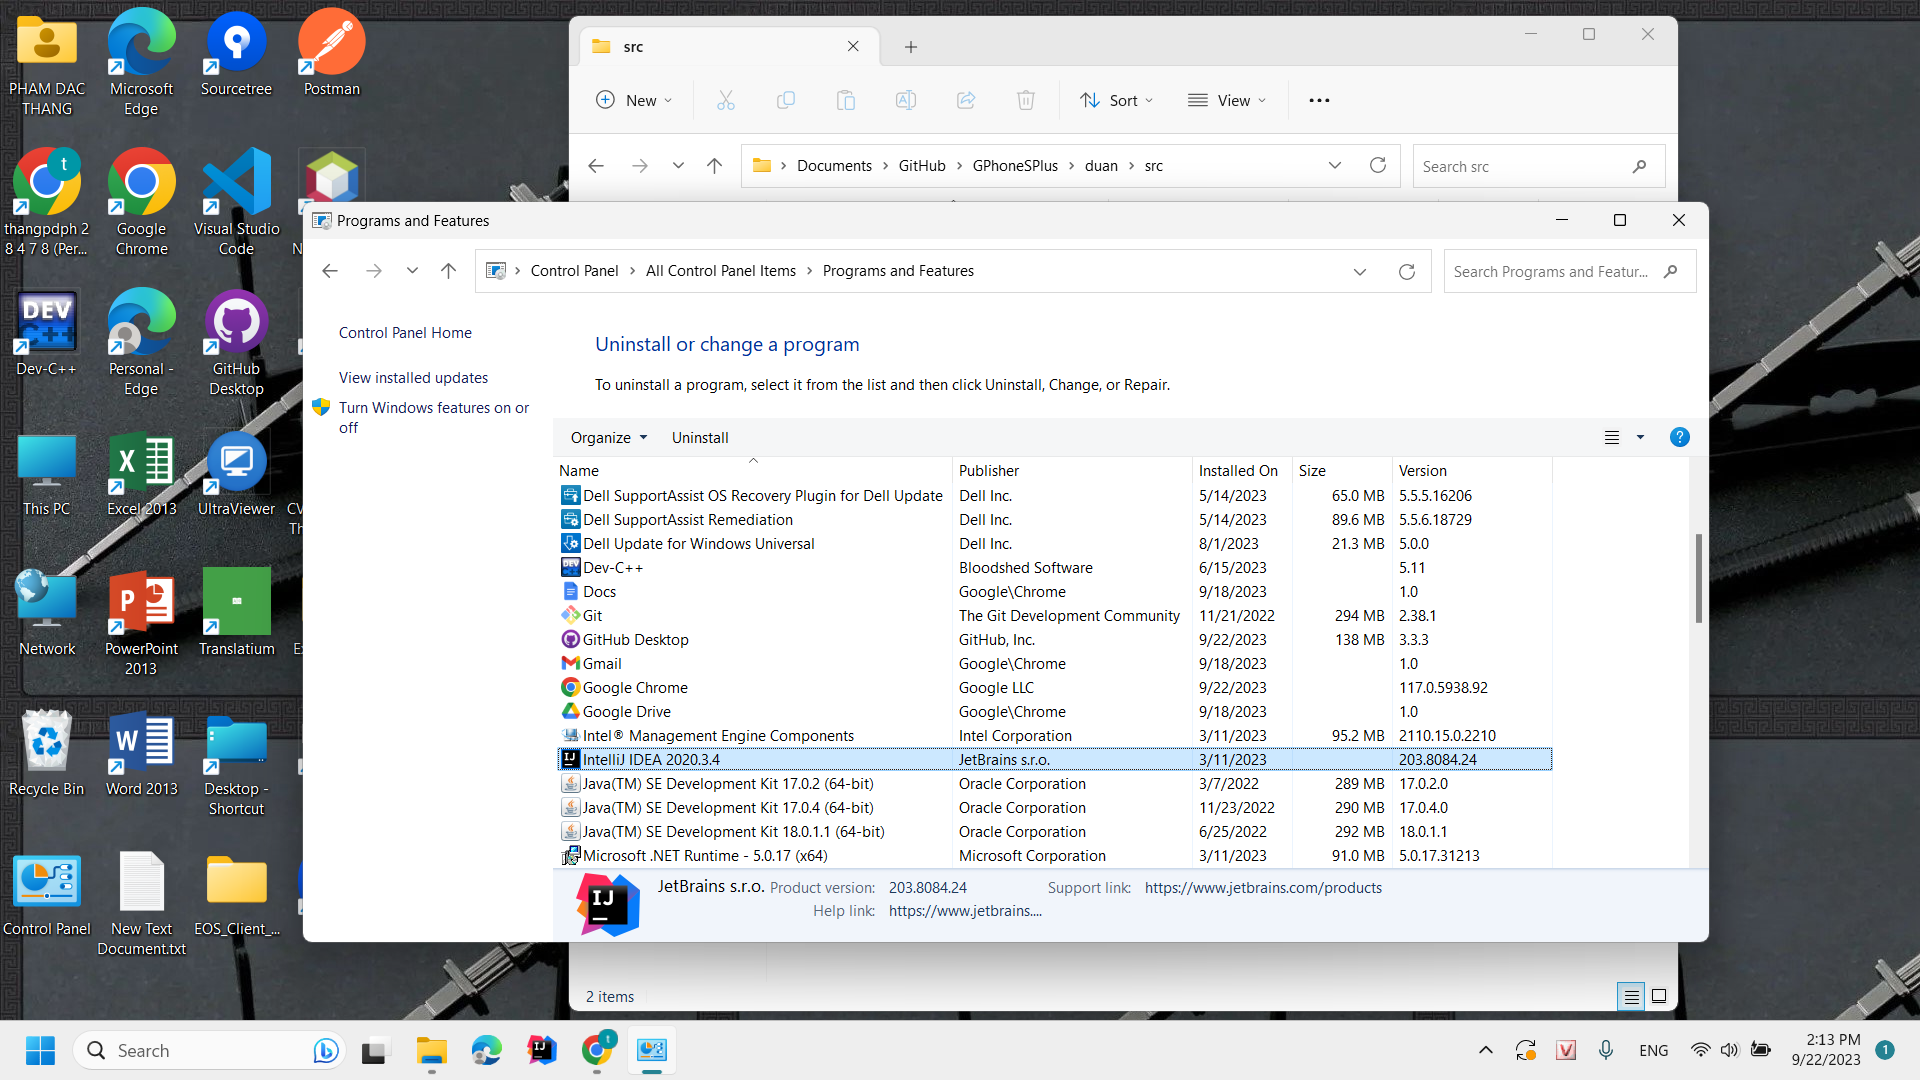 PHAM DAC THANG
Microsoft Edge
Sourcetree
Postman
thangpdph 2 8 4 7 8 (Per...
Google Chrome
Visual Studio Code
N
Dev-C++
Personal - Edge
GitHub Desktop
This PC
Excel 2013
UltraViewer
CV
Th
Network
PowerPoint 2013
Translatium
Ex
Recycle Bin
Word 2013
Desktop - Shortcut
Control Panel
New Text Document.txt
EOS_Client_...
src
New
Sort
View
Documents > GitHub > GPhoneSPlus > duan > src
Search src
Programs and Features
Control Panel > All Control Panel Items > Programs and Features
Search Programs and Featur...
Control Panel Home
View installed updates
Turn Windows features on or off
Uninstall or change a program
To uninstall a program, select it from the list and then click Uninstall, Change, or Repair.
Organize Uninstall
Name Publisher Installed On Size Version
Dell SupportAssist OS Recovery Plugin for Dell Update Dell Inc. 5/14/2023 65.0 MB 5.5.5.16206
Dell SupportAssist Remediation Dell Inc. 5/14/2023 89.6 MB 5.5.6.18729
Dell Update for Windows Universal Dell Inc. 8/1/2023 21.3 MB 5.0.0
Dev-C++ Bloodshed Software 6/15/2023 5.11
Docs Google\Chrome 9/18/2023 1.0
Git The Git Development Community 11/21/2022 294 MB 2.38.1
GitHub Desktop GitHub, Inc. 9/22/2023 138 MB 3.3.3
Gmail Google\Chrome 9/18/2023 1.0
Google Chrome Google LLC 9/22/2023 117.0.5938.92
Google Drive Google\Chrome 9/18/2023 1.0
Intel® Management Engine Components Intel Corporation 3/11/2023 95.2 MB 2110.15.0.2210
IntelliJ IDEA 2020.3.4 JetBrains s.r.o. 3/11/2023 203.8084.24
Java(TM) SE Development Kit 17.0.2 (64-bit) Oracle Corporation 3/7/2022 289 MB 17.0.2.0
Java(TM) SE Development Kit 17.0.4 (64-bit) Oracle Corporation 11/23/2022 290 MB 17.0.4.0
Java(TM) SE Development Kit 18.0.1.1 (64-bit) Oracle Corporation 6/25/2022 292 MB 18.0.1.1
Microsoft .NET Runtime - 5.0.17 (x64) Microsoft Corporation 3/11/2023 91.0 MB 5.0.17.31213
JetBrains s.r.o. Product version: 203.8084.24 Support link: https://www.jetbrains.com/products
Help link: https://www.jetbrains....
2 items
Search
ENG
2:13 PM
9/22/2023
1